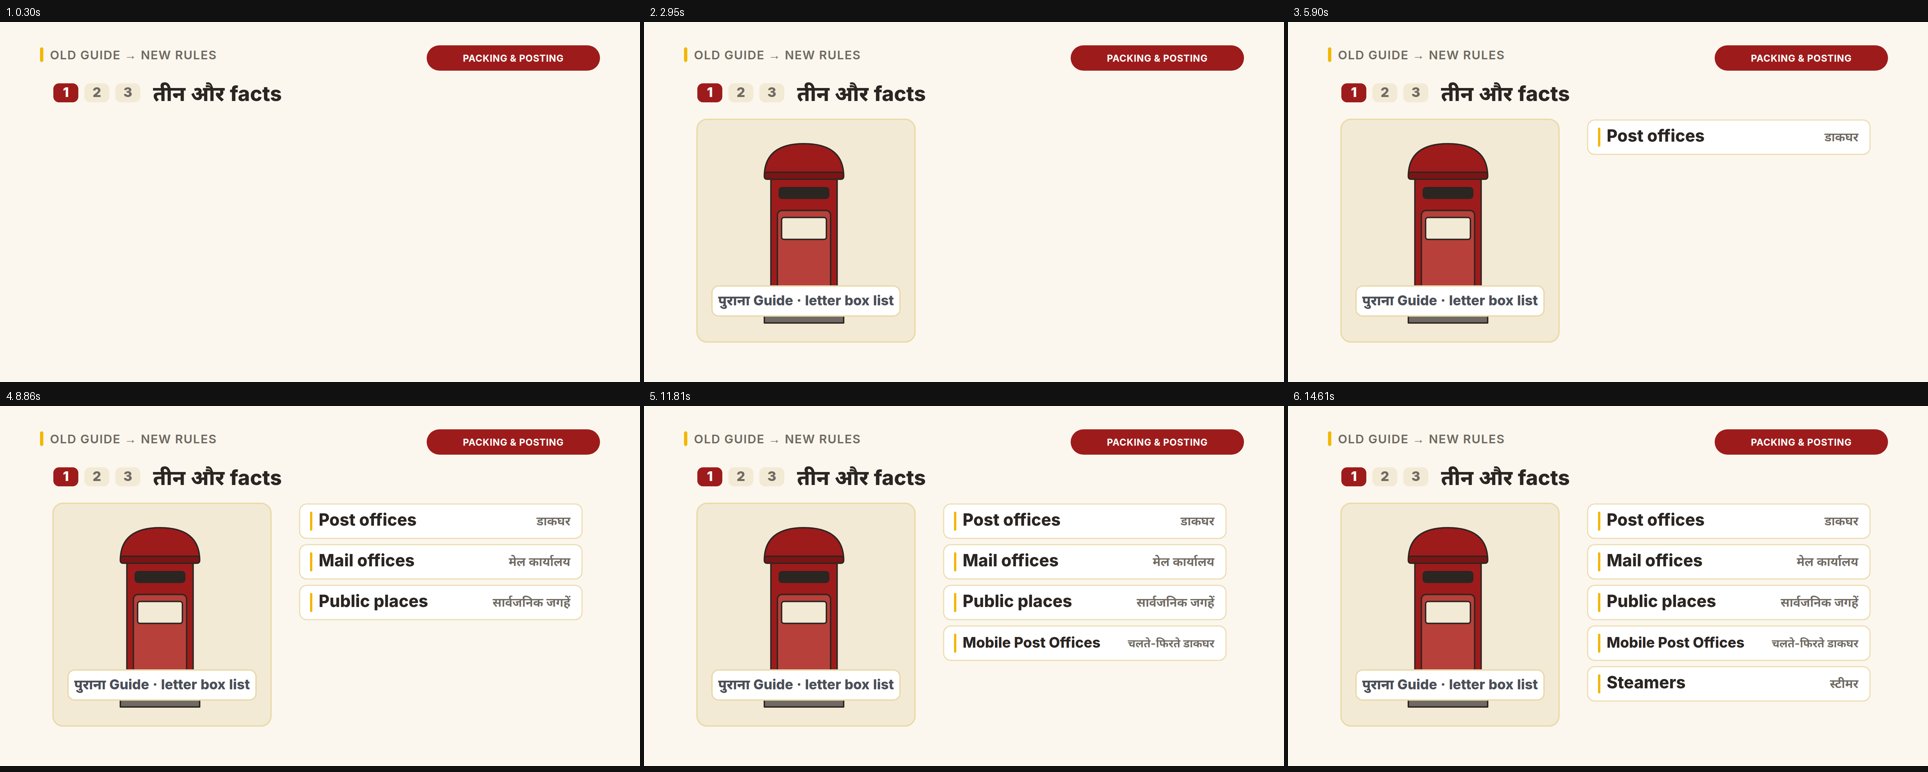 1. 0.30s
OLD GUIDE → NEW RULES
PACKING & POSTING
1 2 3 तीन और facts
2. 2.95s
OLD GUIDE → NEW RULES
PACKING & POSTING
1 2 3 तीन और facts
पुराना Guide · letter box list
3. 5.90s
OLD GUIDE → NEW RULES
PACKING & POSTING
1 2 3 तीन और facts
Post offices डाकघर
पुराना Guide · letter box list
4. 8.86s
OLD GUIDE → NEW RULES
PACKING & POSTING
1 2 3 तीन और facts
Post offices डाकघर
Mail offices मेल कार्यालय
Public places सार्वजनिक जगहें
पुराना Guide · letter box list
5. 11.81s
OLD GUIDE → NEW RULES
PACKING & POSTING
1 2 3 तीन और facts
Post offices डाकघर
Mail offices मेल कार्यालय
Public places सार्वजनिक जगहें
Mobile Post Offices चलते-फिरते डाकघर
पुराना Guide · letter box list
6. 14.61s
OLD GUIDE → NEW RULES
PACKING & POSTING
1 2 3 तीन और facts
Post offices डाकघर
Mail offices मेल कार्यालय
Public places सार्वजनिक जगहें
Mobile Post Offices चलते-फिरते डाकघर
Steamers स्टीमर
पुराना Guide · letter box list